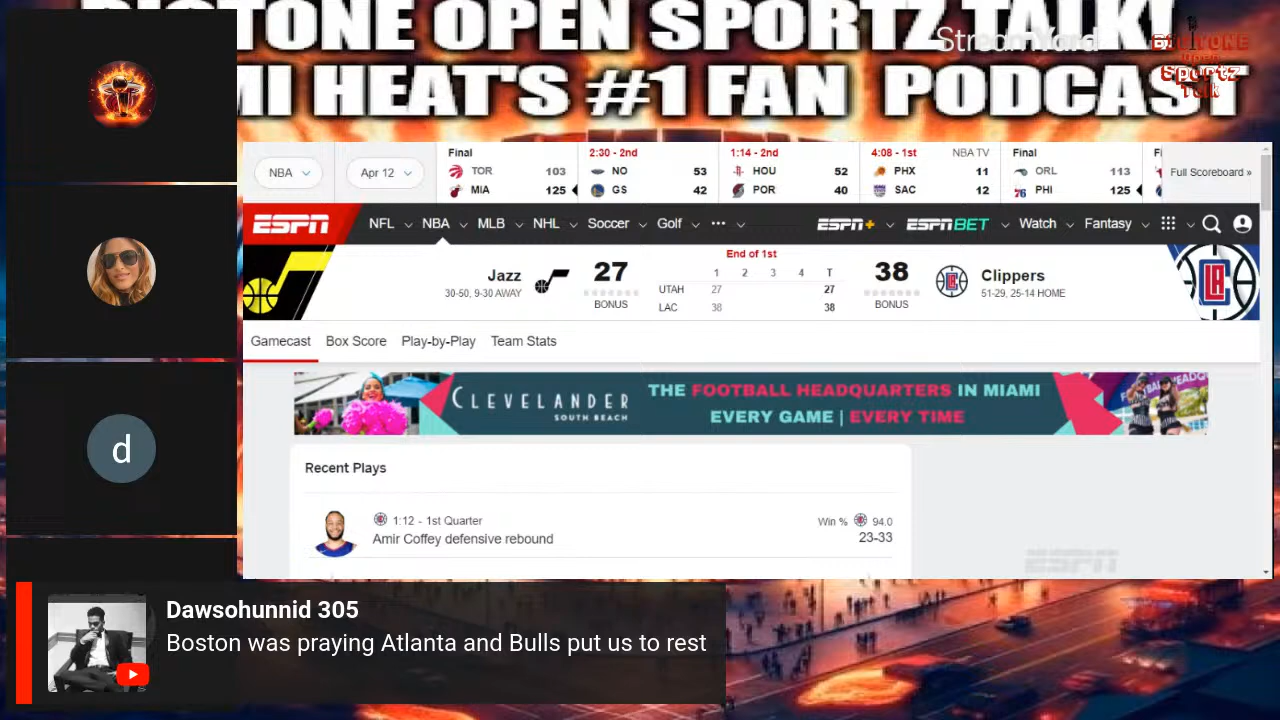 BIGTONE OPEN SPORTZ TALK!
MI HEAT'S #1 FAN PODCAST
StreamYard
BIGTONE
Open
Sportz
Talk
NBA
Apr 12
Final
TOR 103
MIA 125
2:30 - 2nd
NO 53
GS 42
1:14 - 2nd
HOU 52
POR 40
4:08 - 1st NBA TV
PHX 11
SAC 12
Final
ORL 113
PHI 125
Full Scoreboard »
ESPN
NFL NBA MLB NHL Soccer Golf ••• ESPN+ ESPN BET Watch Fantasy
Jazz
30-50, 9-30 AWAY
27
BONUS
End of 1st
1 2 3 4 T
UTAH 27 27
LAC 38 38
38
BONUS
Clippers
51-29, 25-14 HOME
Gamecast Box Score Play-by-Play Team Stats
CLEVELANDER
SOUTH BEACH
THE FOOTBALL HEADQUARTERS IN MIAMI
EVERY GAME | EVERY TIME
Recent Plays
1:12 - 1st Quarter
Amir Coffey defensive rebound
Win % 94.0
23-33
ESPN
d
Dawsohunnid 305
Boston was praying Atlanta and Bulls put us to rest